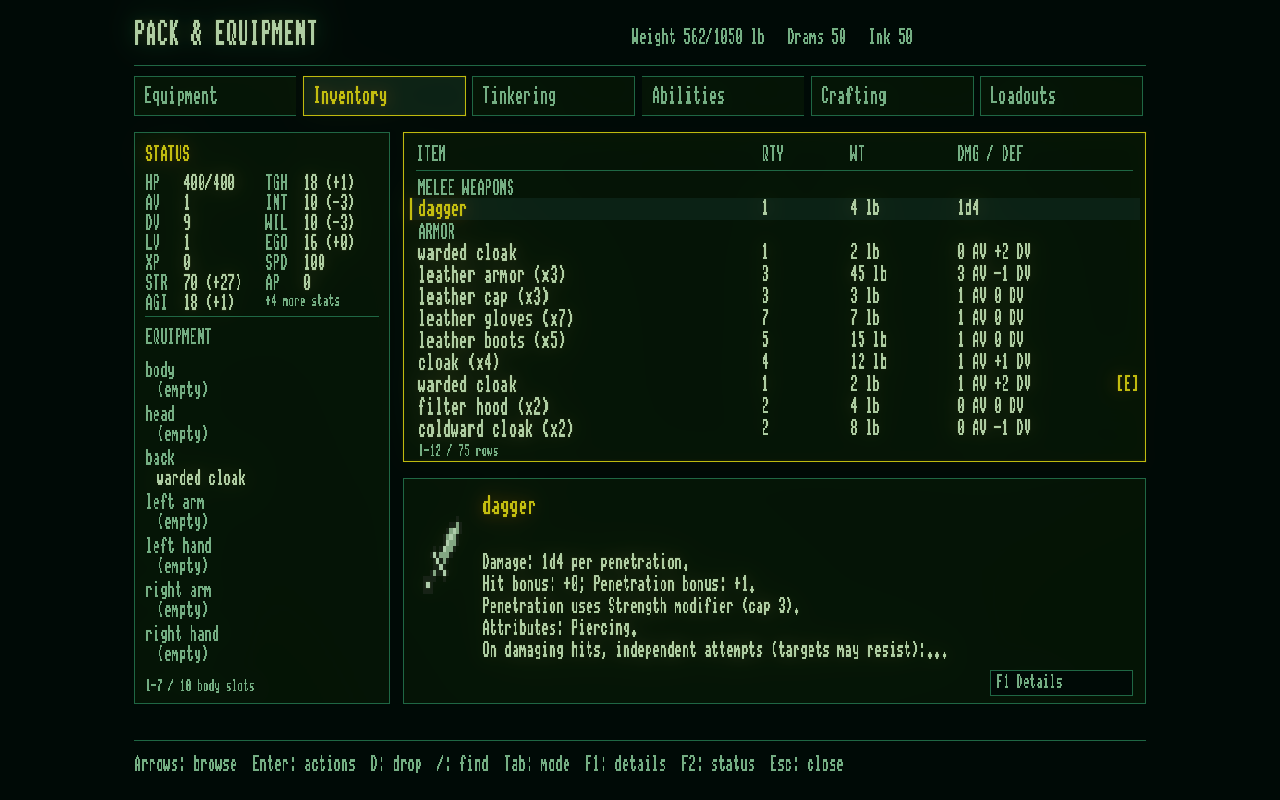 PACK & EQUIPMENT
Weight 562/1050 lb Drams 50 Ink 50
Equipment Inventory Tinkering Abilities Crafting Loadouts
STATUS
HP 400/400 TGH 18 (+1)
AV 1 INT 10 (-3)
DV 9 WIL 10 (-3)
LV 1 EGO 16 (+0)
XP 0 SPD 100
STR 70 (+27) AP 0
AGI 18 (+1) +4 more stats
EQUIPMENT
body
(empty)
head
(empty)
back
warded cloak
left arm
(empty)
left hand
(empty)
right arm
(empty)
right hand
(empty)
1-7 / 10 body slots
ITEM QTY WT DMG / DEF
MELEE WEAPONS
dagger 1 4 lb 1d4
ARMOR
warded cloak 1 2 lb 0 AV +2 DV
leather armor (x3) 3 45 lb 3 AV -1 DV
leather cap (x3) 3 3 lb 1 AV 0 DV
leather gloves (x7) 7 7 lb 1 AV 0 DV
leather boots (x5) 5 15 lb 1 AV 0 DV
cloak (x4) 4 12 lb 1 AV +1 DV
warded cloak 1 2 lb 1 AV +2 DV [E]
filter hood (x2) 2 4 lb 0 AV 0 DV
coldward cloak (x2) 2 8 lb 0 AV -1 DV
1-12 / 75 rows
dagger
Damage: 1d4 per penetration.
Hit bonus: +0; Penetration bonus: +1.
Penetration uses Strength modifier (cap 3).
Attributes: Piercing.
On damaging hits, independent attempts (targets may resist):...
F1 Details
Arrows: browse Enter: actions D: drop /: find Tab: mode F1: details F2: status Esc: close